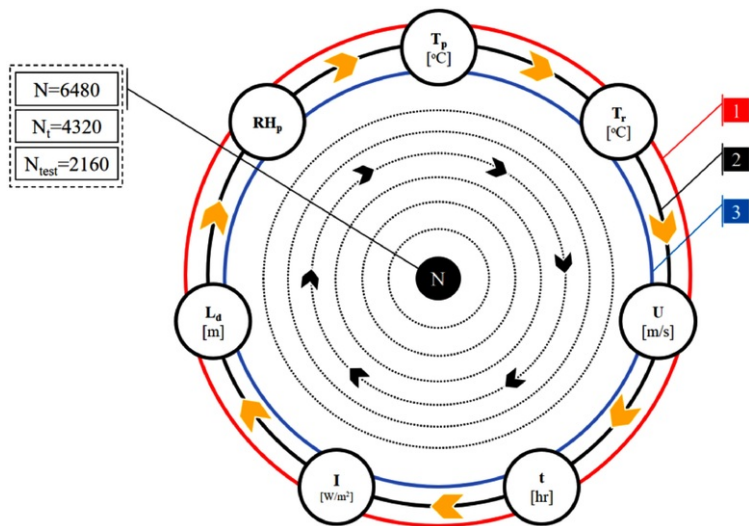 N=6480
Nt=4320
Ntest=2160
Tp
[°C]
Tr
[°C]
U
[m/s]
t
[hr]
I
[W/m²]
Ld
[m]
RHp
N
1
2
3